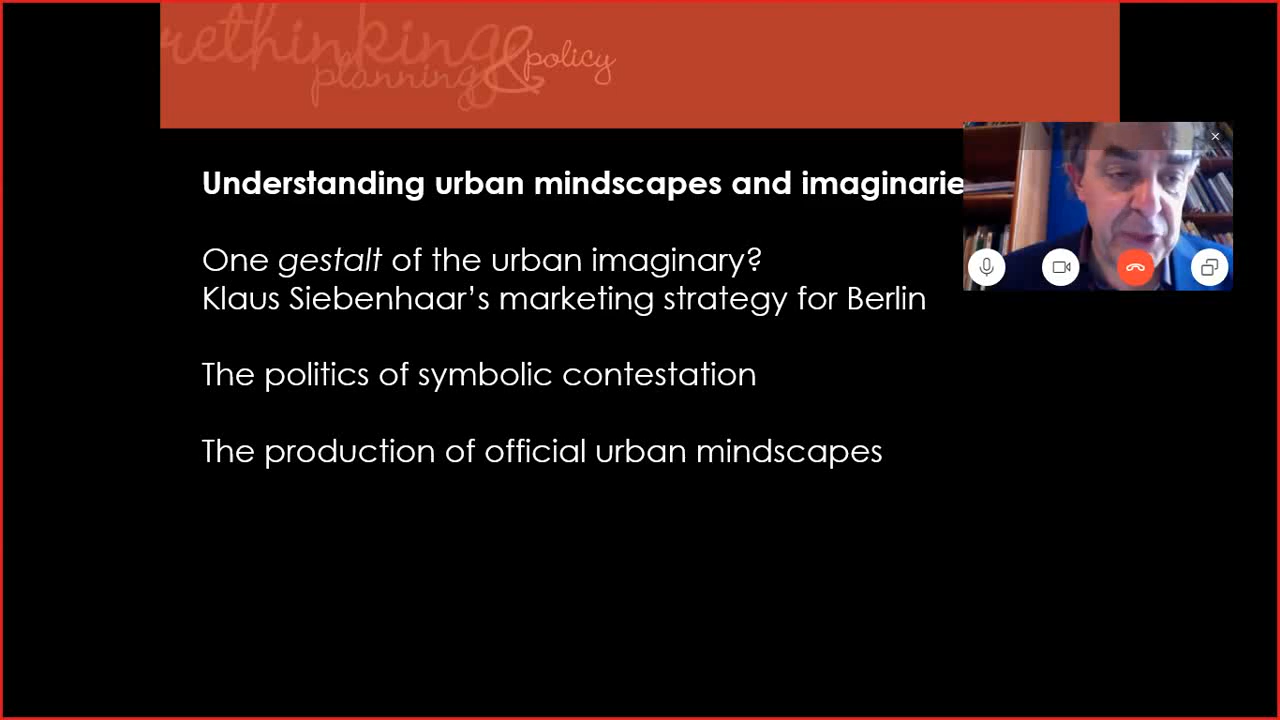 rethinking
planning & policy
Understanding urban mindscapes and imaginarie
One gestalt of the urban imaginary?
Klaus Siebenhaar’s marketing strategy for Berlin
The politics of symbolic contestation
The production of official urban mindscapes